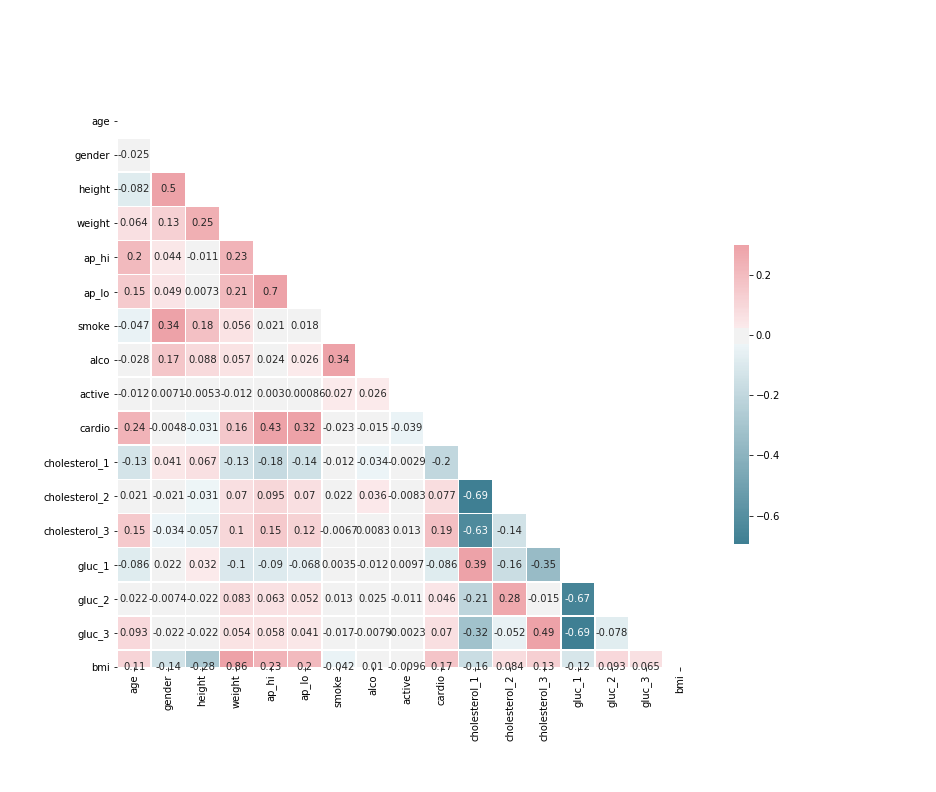 age
gender -0.025
height -0.082 0.5
weight 0.064 0.13 0.25
ap_hi 0.2 0.044 -0.011 0.23
ap_lo 0.15 0.049 0.0073 0.21 0.7
smoke -0.047 0.34 0.18 0.056 0.021 0.018
alco -0.028 0.17 0.088 0.057 0.024 0.026 0.34
active -0.012 0.0071 -0.0053 -0.012 0.003 0.00086 0.027 0.026
cardio 0.24 -0.0048 -0.031 0.16 0.43 0.32 -0.023 -0.015 -0.039
cholesterol_1 -0.13 0.041 0.067 -0.13 -0.18 -0.14 -0.012 -0.034 -0.0029 -0.2
cholesterol_2 0.021 -0.021 -0.031 0.07 0.095 0.07 0.022 0.036 -0.0083 0.077 -0.69
cholesterol_3 0.15 -0.034 -0.057 0.1 0.15 0.12 -0.0067 0.0083 0.013 0.19 -0.63 -0.14
gluc_1 -0.086 0.022 0.032 -0.1 -0.09 -0.068 0.0035 -0.012 0.0097 -0.086 0.39 -0.16 -0.35
gluc_2 0.022 -0.0074 -0.022 0.083 0.063 0.052 0.013 0.025 -0.011 0.046 -0.21 0.28 -0.015 -0.67
gluc_3 0.093 -0.022 -0.022 0.054 0.058 0.041 -0.017 -0.0079 -0.0023 0.07 -0.32 -0.052 0.49 -0.69 -0.078
bmi 0.11 -0.14 -0.28 0.86 0.23 0.2 -0.042 0.01 -0.0096 0.17 -0.16 0.084 0.13 -0.12 0.093 0.065
age gender height weight ap_hi ap_lo smoke alco active cardio cholesterol_1 cholesterol_2 cholesterol_3 gluc_1 gluc_2 gluc_3 bmi
0.2
0.0
−0.2
−0.4
−0.6